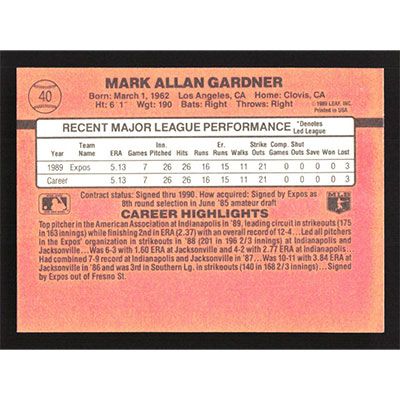 40
MARK ALLAN GARDNER
Born: March 1, 1962 Los Angeles, CA Home: Clovis, CA
Ht: 6' 1" Wgt: 190 Bats: Right Throws: Right
© 1989 LEAF, INC.
Printed in USA
RECENT MAJOR LEAGUE PERFORMANCE *Denotes Led League
Year Team Name ERA Games Inn. Pitched Hits Runs Er. Runs Walks Strike Outs Comp. Games Shut Outs Save Won Lost
1989 Expos 5.13 7 26 26 16 15 11 21 0 0 0 0 3
Career 5.13 7 26 26 16 15 11 21 0 0 0 0 3
Contract status: Signed thru 1990. How acquired: Signed by Expos as
8th round selection in June '85 amateur draft
MLB
CAREER HIGHLIGHTS
Top pitcher in the American Association at Indianapolis in '89, leading circuit in strikeouts (175
in 163 innings) while finishing 2nd in ERA (2.37) with an overall record of 12-4... Led all pitchers
in the Expos' organization in strikeouts in '88 (201 in 196 2/3 innings) at Indianapolis and
Jacksonville... Was 6-3 with 1.60 ERA at Jacksonville and 4-2 with 2.77 ERA at Indianapolis...
Had combined 7-9 record at Indianapolis and Jacksonville in '87... Was 10-11 with 3.84 ERA at
Jacksonville in '86 and was 3rd in Southern Lg. in strikeouts (140 in 168 2/3 innings)... Signed
by Expos out of Fresno St.